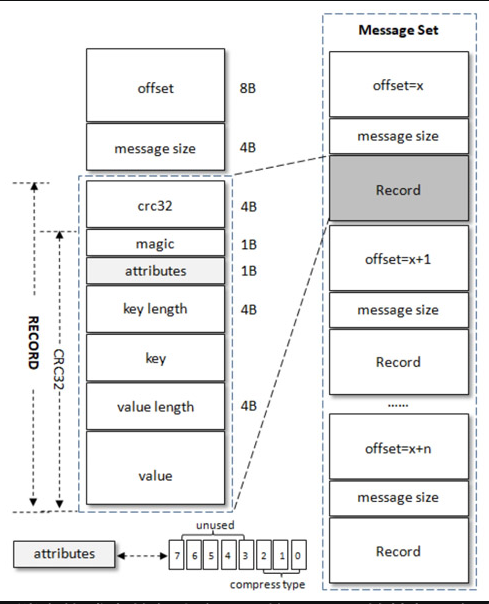 Message Set
offset
8B
message size
4B
crc32
4B
magic
1B
attributes
1B
key length
4B
key
value length
4B
value
RECORD
CRC32
offset=x
message size
Record
offset=x+1
message size
Record
......
offset=x+n
message size
Record
unused
attributes
7 6 5 4 3 2 1 0
compress type